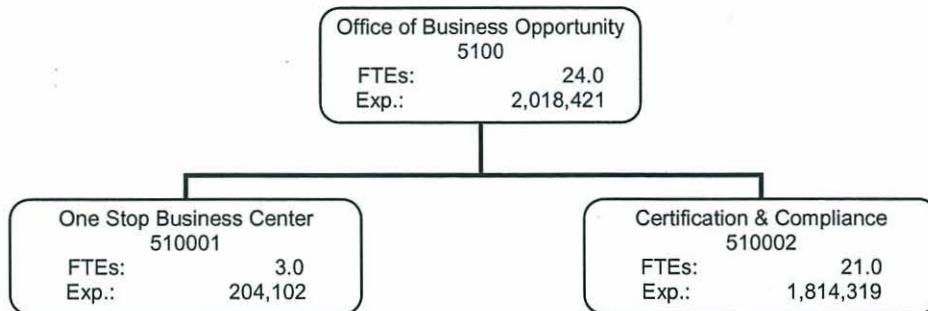 Office of Business Opportunity
5100
FTEs: 24.0
Exp.: 2,018,421
One Stop Business Center
510001
FTEs: 3.0
Exp.: 204,102
Certification & Compliance
510002
FTEs: 21.0
Exp.: 1,814,319